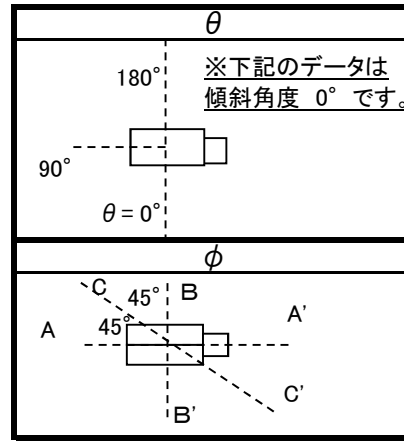 θ
180°
※下記のデータは
傾斜角度 0° です。
90°
θ = 0°
φ
C
45°
B
A
45°
A'
C'
B'